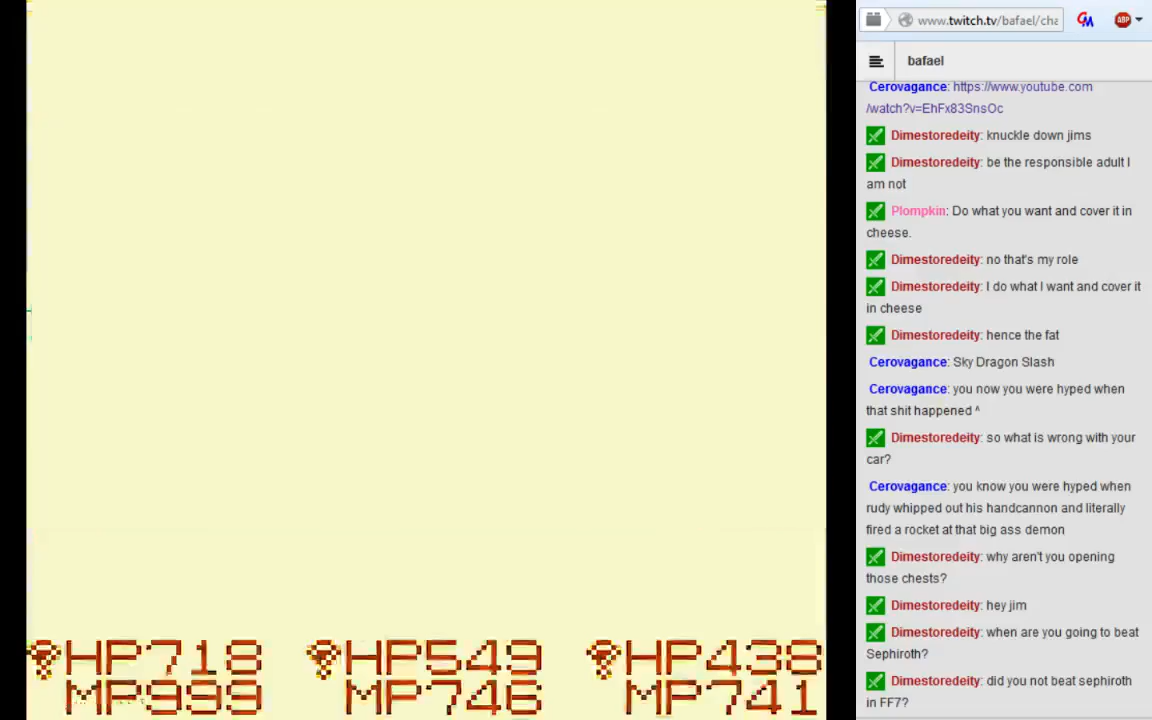 HP718 HP549 HP438
MP999 MP746 MP741
www.twitch.tv/bafael/cha
GM
ABP
bafael
Cerovagance: https://www.youtube.com
/watch?v=EhFx83SnsOc
Dimestoredeity: knuckle down jims
Dimestoredeity: be the responsible adult I
am not
Plompkin: Do what you want and cover it in
cheese.
Dimestoredeity: no that's my role
Dimestoredeity: I do what I want and cover it
in cheese
Dimestoredeity: hence the fat
Cerovagance: Sky Dragon Slash
Cerovagance: you now you were hyped when
that shit happened ^
Dimestoredeity: so what is wrong with your
car?
Cerovagance: you know you were hyped when
rudy whipped out his handcannon and literally
fired a rocket at that big ass demon
Dimestoredeity: why aren't you opening
those chests?
Dimestoredeity: hey jim
Dimestoredeity: when are you going to beat
Sephiroth?
Dimestoredeity: did you not beat sephiroth
in FF7?